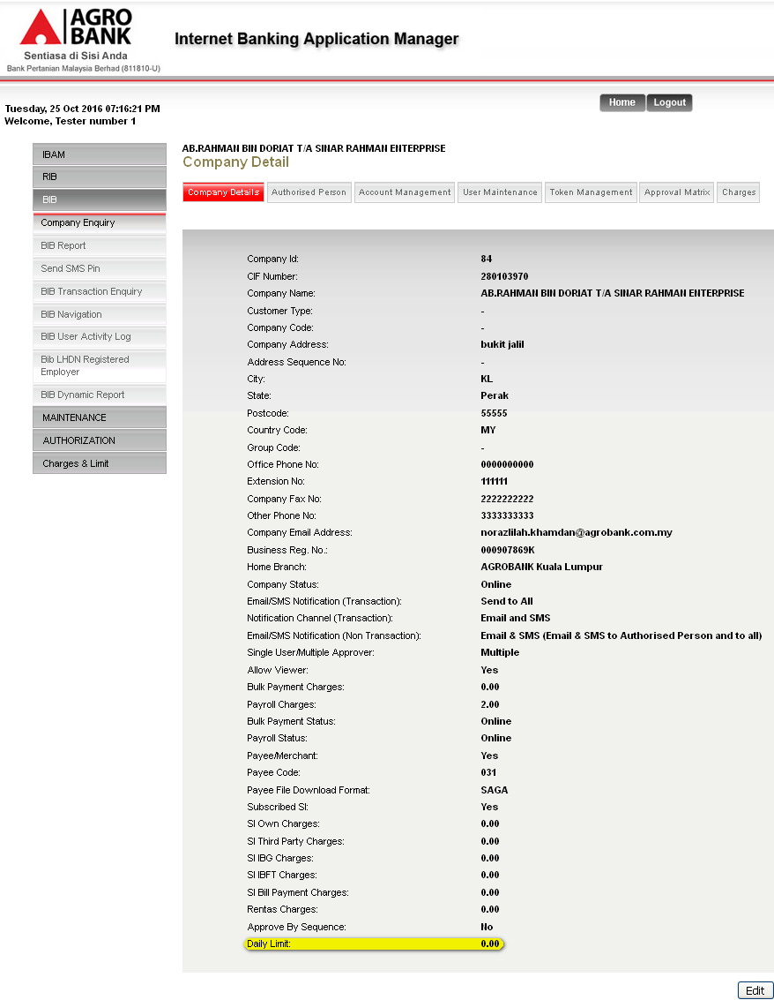 AGRO
BANK
Sentiasa di Sisi Anda
Bank Pertanian Malaysia Berhad (811810-U)
Internet Banking Application Manager
Tuesday, 25 Oct 2016 07:16:21 PM
Welcome, Tester number 1
Home Logout
IBAM
RIB
BIB
Company Enquiry
BIB Report
Send SMS Pin
BIB Transaction Enquiry
BIB Navigation
BIB User Activity Log
Bib LHDN Registered
Employer
BIB Dynamic Report
MAINTENANCE
AUTHORIZATION
Charges & Limit
AB.RAHMAN BIN DORIAT T/A SINAR RAHMAN ENTERPRISE
Company Detail
Company Details Authorised Person Account Management User Maintenance Token Management Approval Matrix Charges
Company Id: 84
CIF Number: 280103970
Company Name: AB.RAHMAN BIN DORIAT T/A SINAR RAHMAN ENTERPRISE
Customer Type: -
Company Code: -
Company Address: bukit jalil
Address Sequence No: -
City: KL
State: Perak
Postcode: 55555
Country Code: MY
Group Code: -
Office Phone No: 0000000000
Extension No: 111111
Company Fax No: 2222222222
Other Phone No: 3333333333
Company Email Address: norazlilah.khamdan@agrobank.com.my
Business Reg. No.: 000907869K
Home Branch: AGROBANK Kuala Lumpur
Company Status: Online
Email/SMS Notification (Transaction): Send to All
Notification Channel (Transaction): Email and SMS
Email/SMS Notification (Non Transaction): Email & SMS (Email & SMS to Authorised Person and to all)
Single User/Multiple Approver: Multiple
Allow Viewer: Yes
Bulk Payment Charges: 0.00
Payroll Charges: 2.00
Bulk Payment Status: Online
Payroll Status: Online
Payee/Merchant: Yes
Payee Code: 031
Payee File Download Format: SAGA
Subscribed SI: Yes
SI Own Charges: 0.00
SI Third Party Charges: 0.00
SI IBG Charges: 0.00
SI IBFT Charges: 0.00
SI Bill Payment Charges: 0.00
Rentas Charges: 0.00
Approve By Sequence: No
Daily Limit: 0.00
Edit